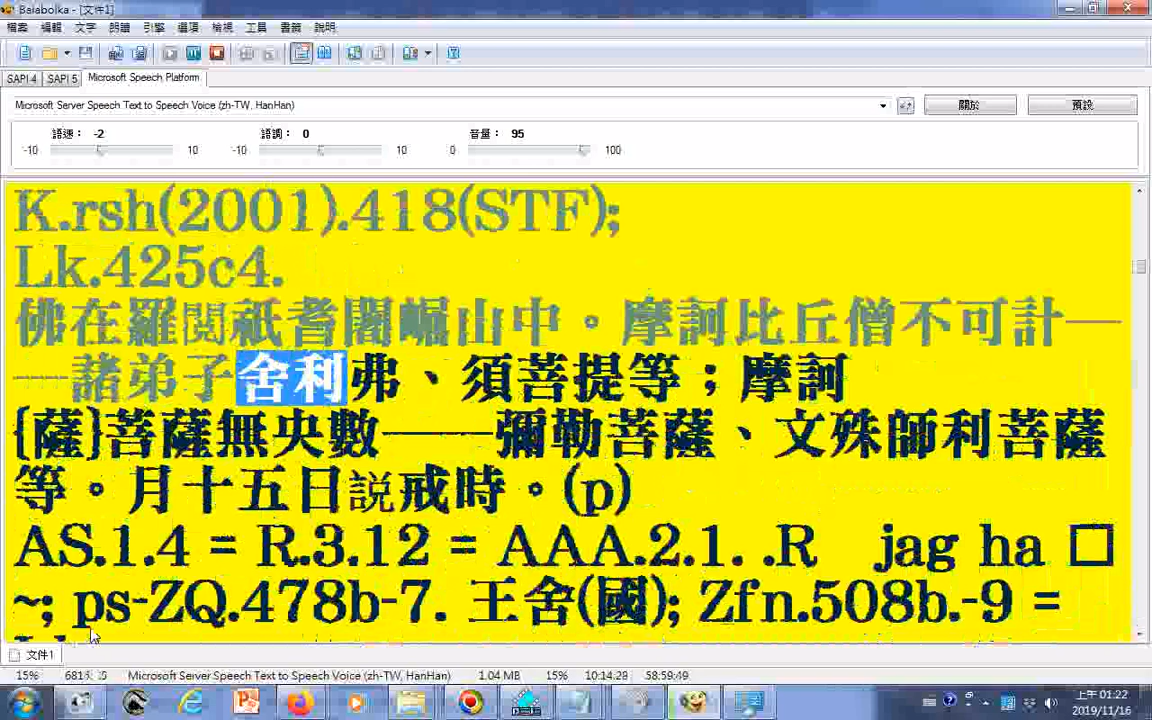 Balabolka - [文件1]
檔案 編輯 文字 朗讀 引擎 選項 檢視 工具 書籤 說明
SAPI 4 SAPI 5 Microsoft Speech Platform
Microsoft Server Speech Text to Speech Voice (zh-TW, HanHan) 關於 預設
語速： -2 語調： 0 音量： 95
-10 10 -10 10 0 100
K.rsh(2001).418(STF);
Lk.425c4.
佛在羅閱祇耆闍崛山中。摩訶比丘僧不可計—
—諸弟子舍利弗、須菩提等；摩訶
{薩}菩薩無央數——彌勒菩薩、文殊師利菩薩
等。月十五日説戒時。(p)
AS.1.4 = R.3.12 = AAA.2.1. .R jag ha □
~; ps-ZQ.478b-7. 王舍(國); Zfn.508b.-9 =
文件1
15% Microsoft Server Speech Text to Speech Voice (zh-TW, HanHan) 1.04 MB 15% 10:14:28 58:59:49
上午 01:22
2019/11/16